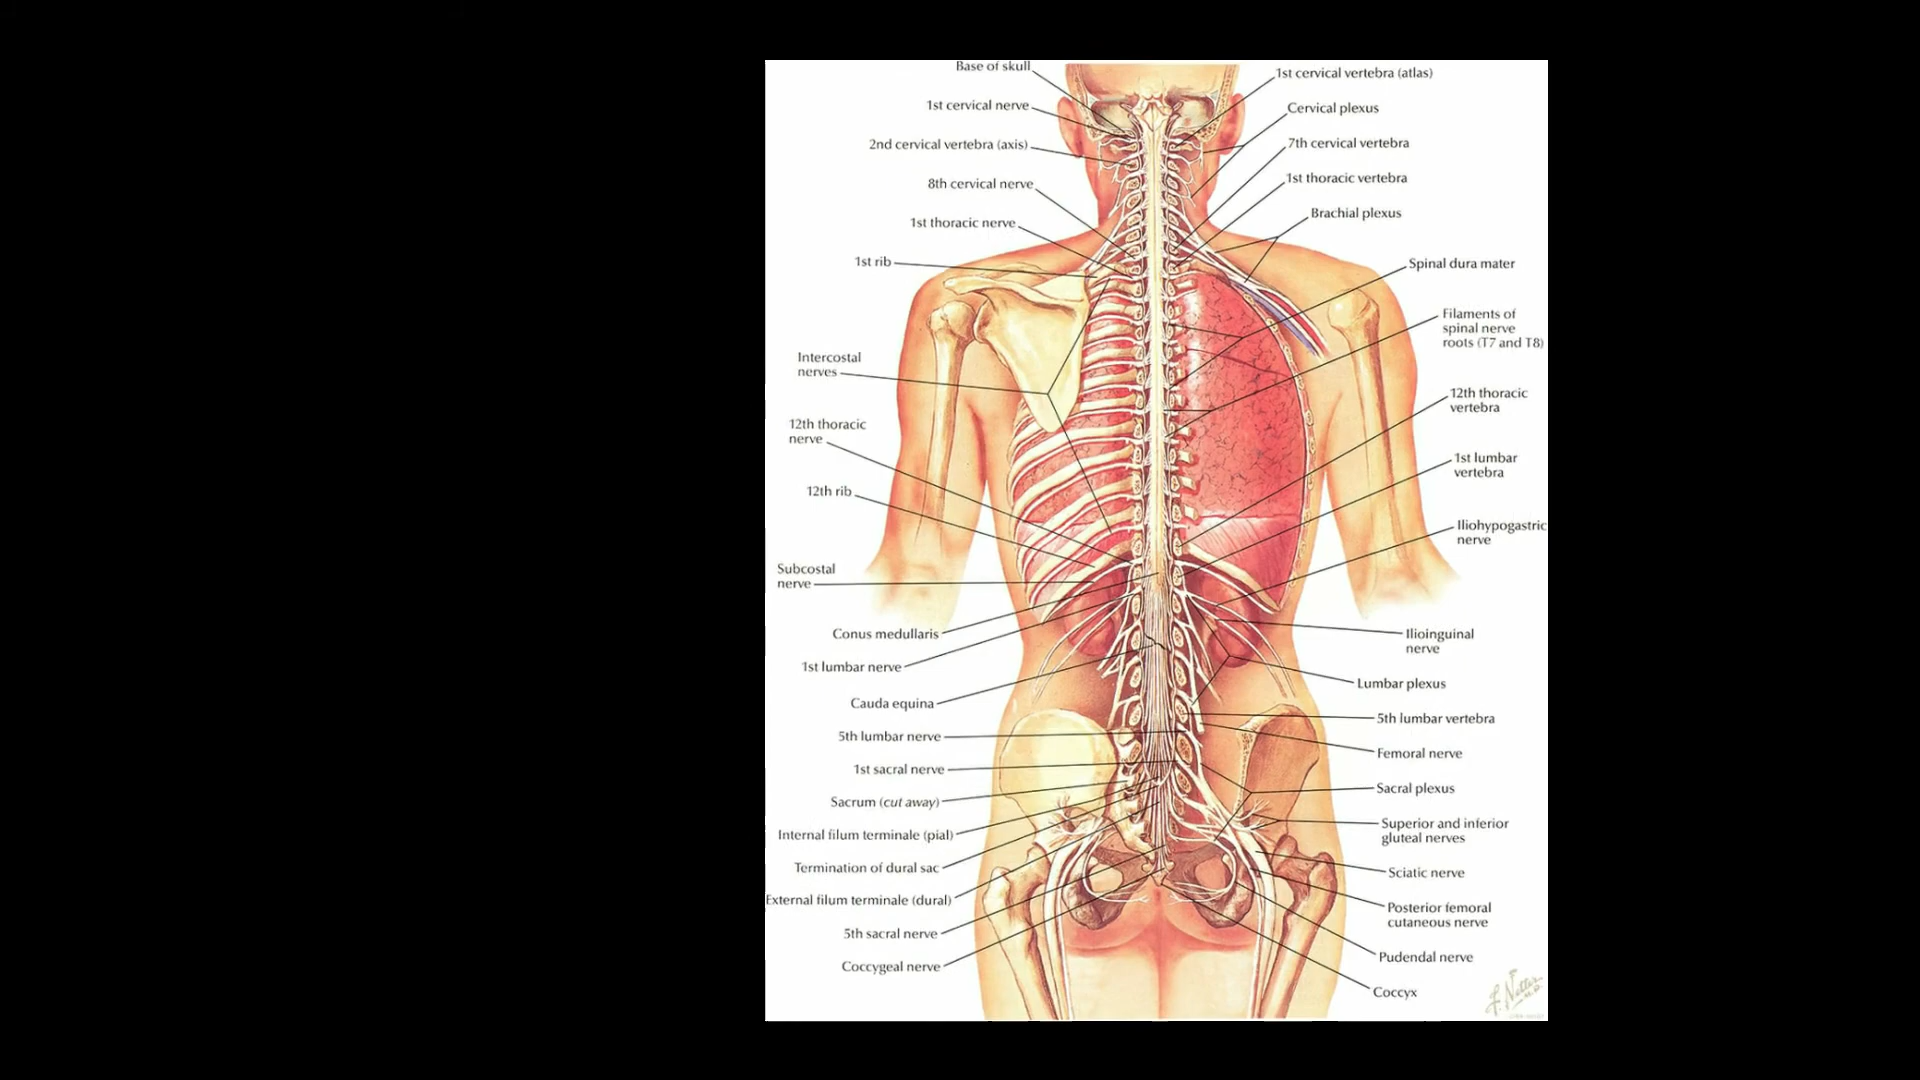 Base of skull
1st cervical nerve
2nd cervical vertebra (axis)
8th cervical nerve
1st thoracic nerve
1st rib
Intercostal
nerves
12th thoracic
nerve
12th rib
Subcostal
nerve
Conus medullaris
1st lumbar nerve
Cauda equina
5th lumbar nerve
1st sacral nerve
Sacrum (cut away)
Internal filum terminale (pial)
Termination of dural sac
External filum terminale (dural)
5th sacral nerve
Coccygeal nerve
1st cervical vertebra (atlas)
Cervical plexus
7th cervical vertebra
1st thoracic vertebra
Brachial plexus
Spinal dura mater
Filaments of
spinal nerve
roots (T7 and T8)
12th thoracic
vertebra
1st lumbar
vertebra
Iliohypogastric
nerve
Ilioinguinal
nerve
Lumbar plexus
5th lumbar vertebra
Femoral nerve
Sacral plexus
Superior and inferior
gluteal nerves
Sciatic nerve
Posterior femoral
cutaneous nerve
Pudendal nerve
Coccyx
F. Netter
M.D.